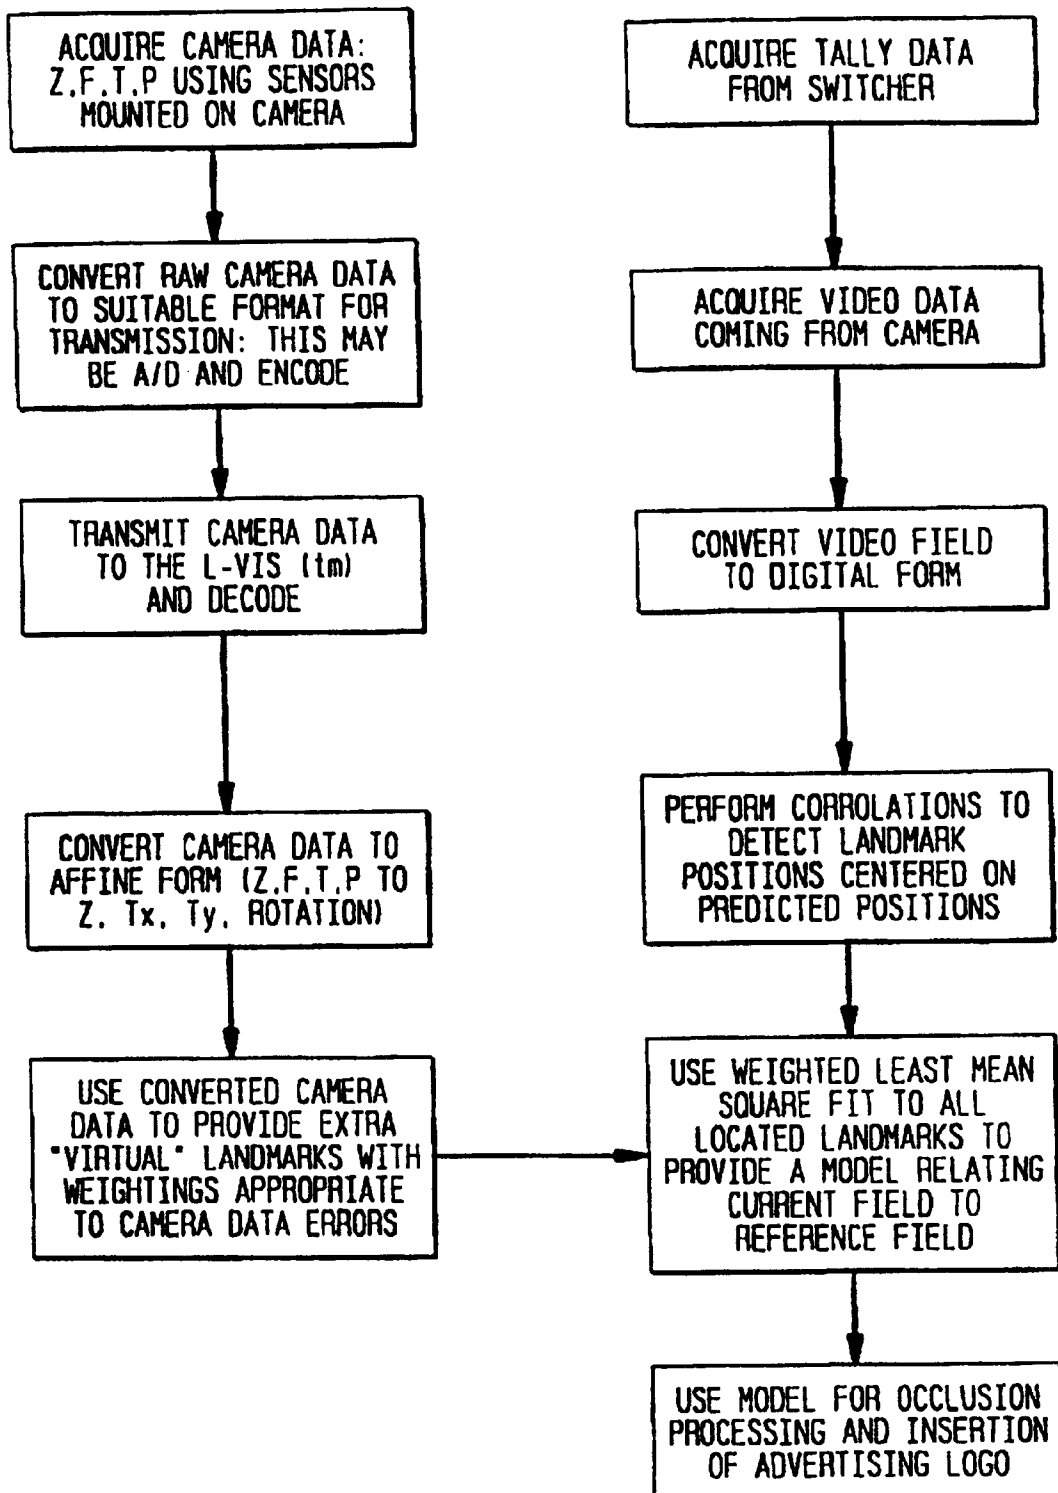 ACQUIRE CAMERA DATA:
Z,F,T,P USING SENSORS
MOUNTED ON CAMERA
CONVERT RAW CAMERA DATA
TO SUITABLE FORMAT FOR
TRANSMISSION: THIS MAY
BE A/D AND ENCODE
TRANSMIT CAMERA DATA
TO THE L-VIS (tm)
AND DECODE
CONVERT CAMERA DATA TO
AFFINE FORM (Z,F,T,P TO
Z, Tx, Ty, ROTATION)
USE CONVERTED CAMERA
DATA TO PROVIDE EXTRA
"VIRTUAL" LANDMARKS WITH
WEIGHTINGS APPROPRIATE
TO CAMERA DATA ERRORS
ACQUIRE TALLY DATA
FROM SWITCHER
ACQUIRE VIDEO DATA
COMING FROM CAMERA
CONVERT VIDEO FIELD
TO DIGITAL FORM
PERFORM CORROLATIONS TO
DETECT LANDMARK
POSITIONS CENTERED ON
PREDICTED POSITIONS
USE WEIGHTED LEAST MEAN
SQUARE FIT TO ALL
LOCATED LANDMARKS TO
PROVIDE A MODEL RELATING
CURRENT FIELD TO
REFERENCE FIELD
USE MODEL FOR OCCLUSION
PROCESSING AND INSERTION
OF ADVERTISING LOGO